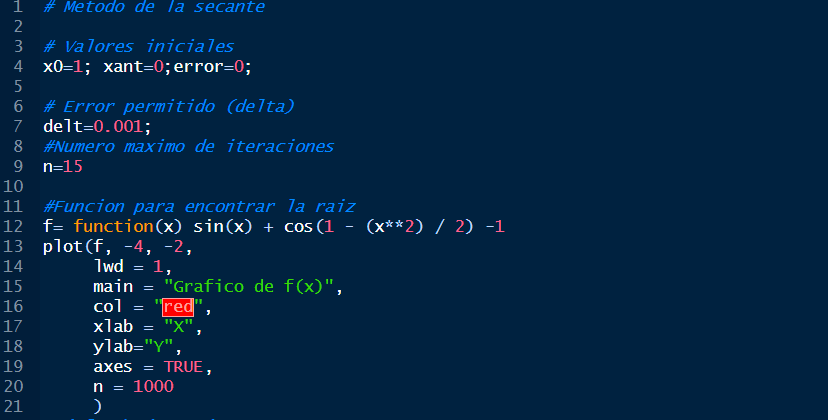 1 # Metodo de la secante
2
3 # Valores iniciales
4 x0=1; xant=0;error=0;
5
6 # Error permitido (delta)
7 delt=0.001;
8 #Numero maximo de iteraciones
9 n=15
10
11 #Funcion para encontrar la raiz
12 f= function(x) sin(x) + cos(1 - (x**2) / 2) -1
13 plot(f, -4, -2,
14 lwd = 1,
15 main = "Grafico de f(x)",
16 col = "red",
17 xlab = "X",
18 ylab="Y",
19 axes = TRUE,
20 n = 1000
21 )